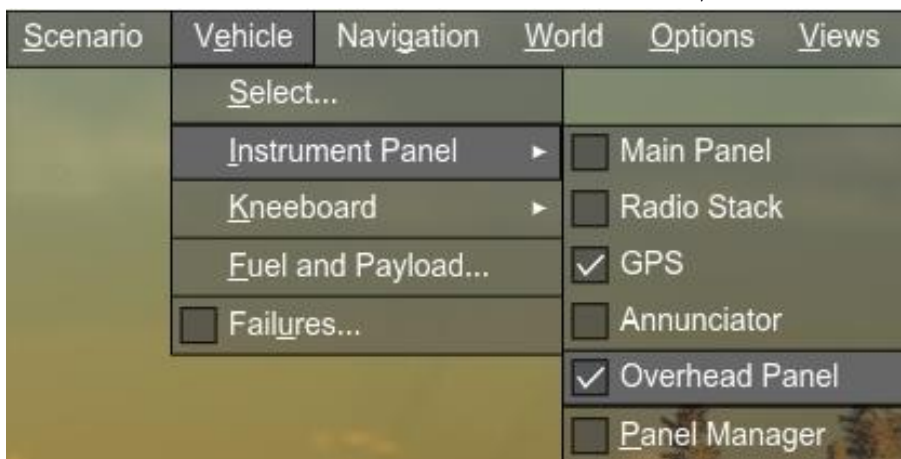 Scenario Vehicle Navigation World Options Views
Select...
Instrument Panel
Kneeboard
Fuel and Payload...
Failures...
Main Panel
Radio Stack
GPS
Annunciator
Overhead Panel
Panel Manager